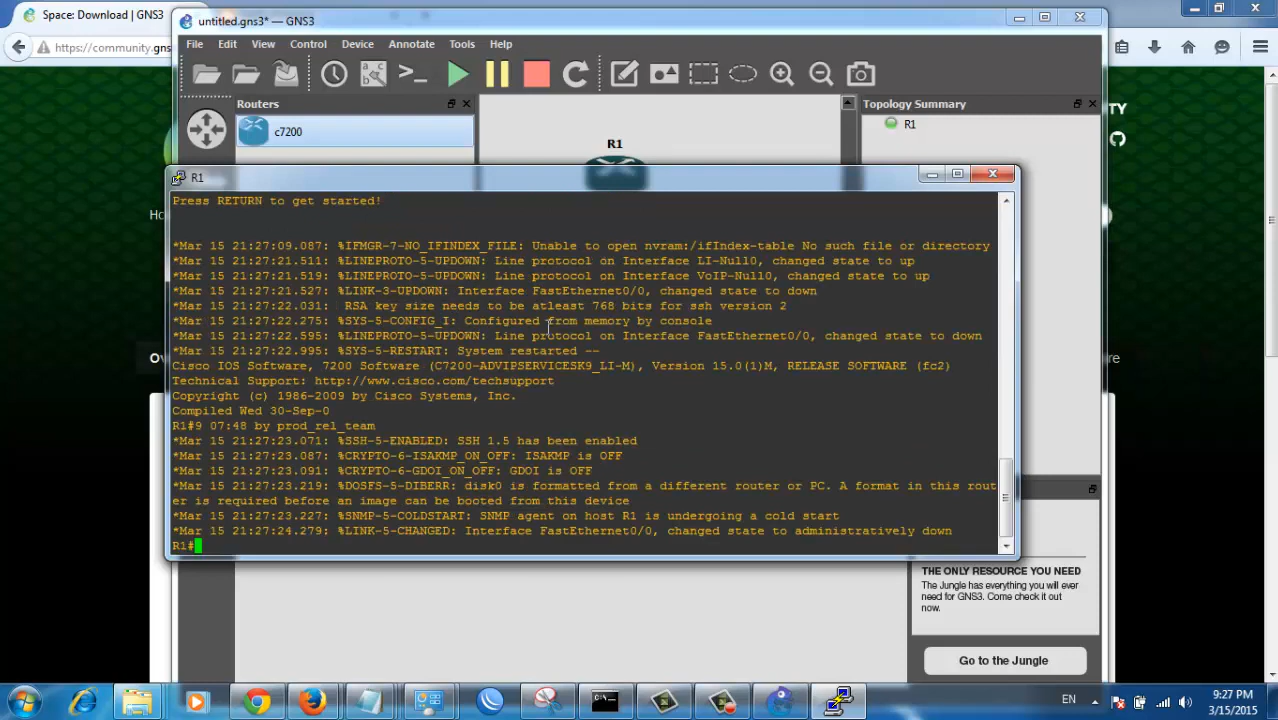 Space: Download | GNS3
untitled.gns3* — GNS3
https://community.gns
File Edit View Control Device Annotate Tools Help
Routers
Topology Summary
c7200
R1
R1
R1
Press RETURN to get started!
*Mar 15 21:27:09.087: %IFMGR-7-NO_IFINDEX_FILE: Unable to open nvram:/ifIndex-table No such file or directory
*Mar 15 21:27:21.511: %LINEPROTO-5-UPDOWN: Line protocol on Interface LI-Null0, changed state to up
*Mar 15 21:27:21.519: %LINEPROTO-5-UPDOWN: Line protocol on Interface VoIP-Null0, changed state to up
*Mar 15 21:27:21.527: %LINK-3-UPDOWN: Interface FastEthernet0/0, changed state to down
*Mar 15 21:27:22.031:  RSA key size needs to be atleast 768 bits for ssh version 2
*Mar 15 21:27:22.275: %SYS-5-CONFIG_I: Configured from memory by console
*Mar 15 21:27:22.595: %LINEPROTO-5-UPDOWN: Line protocol on Interface FastEthernet0/0, changed state to down
*Mar 15 21:27:22.995: %SYS-5-RESTART: System restarted --
Cisco IOS Software, 7200 Software (C7200-ADVIPSERVICESK9_LI-M), Version 15.0(1)M, RELEASE SOFTWARE (fc2)
Technical Support: http://www.cisco.com/techsupport
Copyright (c) 1986-2009 by Cisco Systems, Inc.
Compiled Wed 30-Sep-0
R1#9 07:48 by prod_rel_team
*Mar 15 21:27:23.071: %SSH-5-ENABLED: SSH 1.5 has been enabled
*Mar 15 21:27:23.087: %CRYPTO-6-ISAKMP_ON_OFF: ISAKMP is OFF
*Mar 15 21:27:23.091: %CRYPTO-6-GDOI_ON_OFF: GDOI is OFF
*Mar 15 21:27:23.219: %DOSFS-5-DIBERR: disk0 is formatted from a different router or PC. A format in this rout
er is required before an image can be booted from this device
*Mar 15 21:27:23.227: %SNMP-5-COLDSTART: SNMP agent on host R1 is undergoing a cold start
*Mar 15 21:27:24.279: %LINK-5-CHANGED: Interface FastEthernet0/0, changed state to administratively down
R1#
THE ONLY RESOURCE YOU NEED
The Jungle has everything you will ever
need for GNS3. Come check it out
now.
Go to the Jungle
EN
9:27 PM
3/15/2015